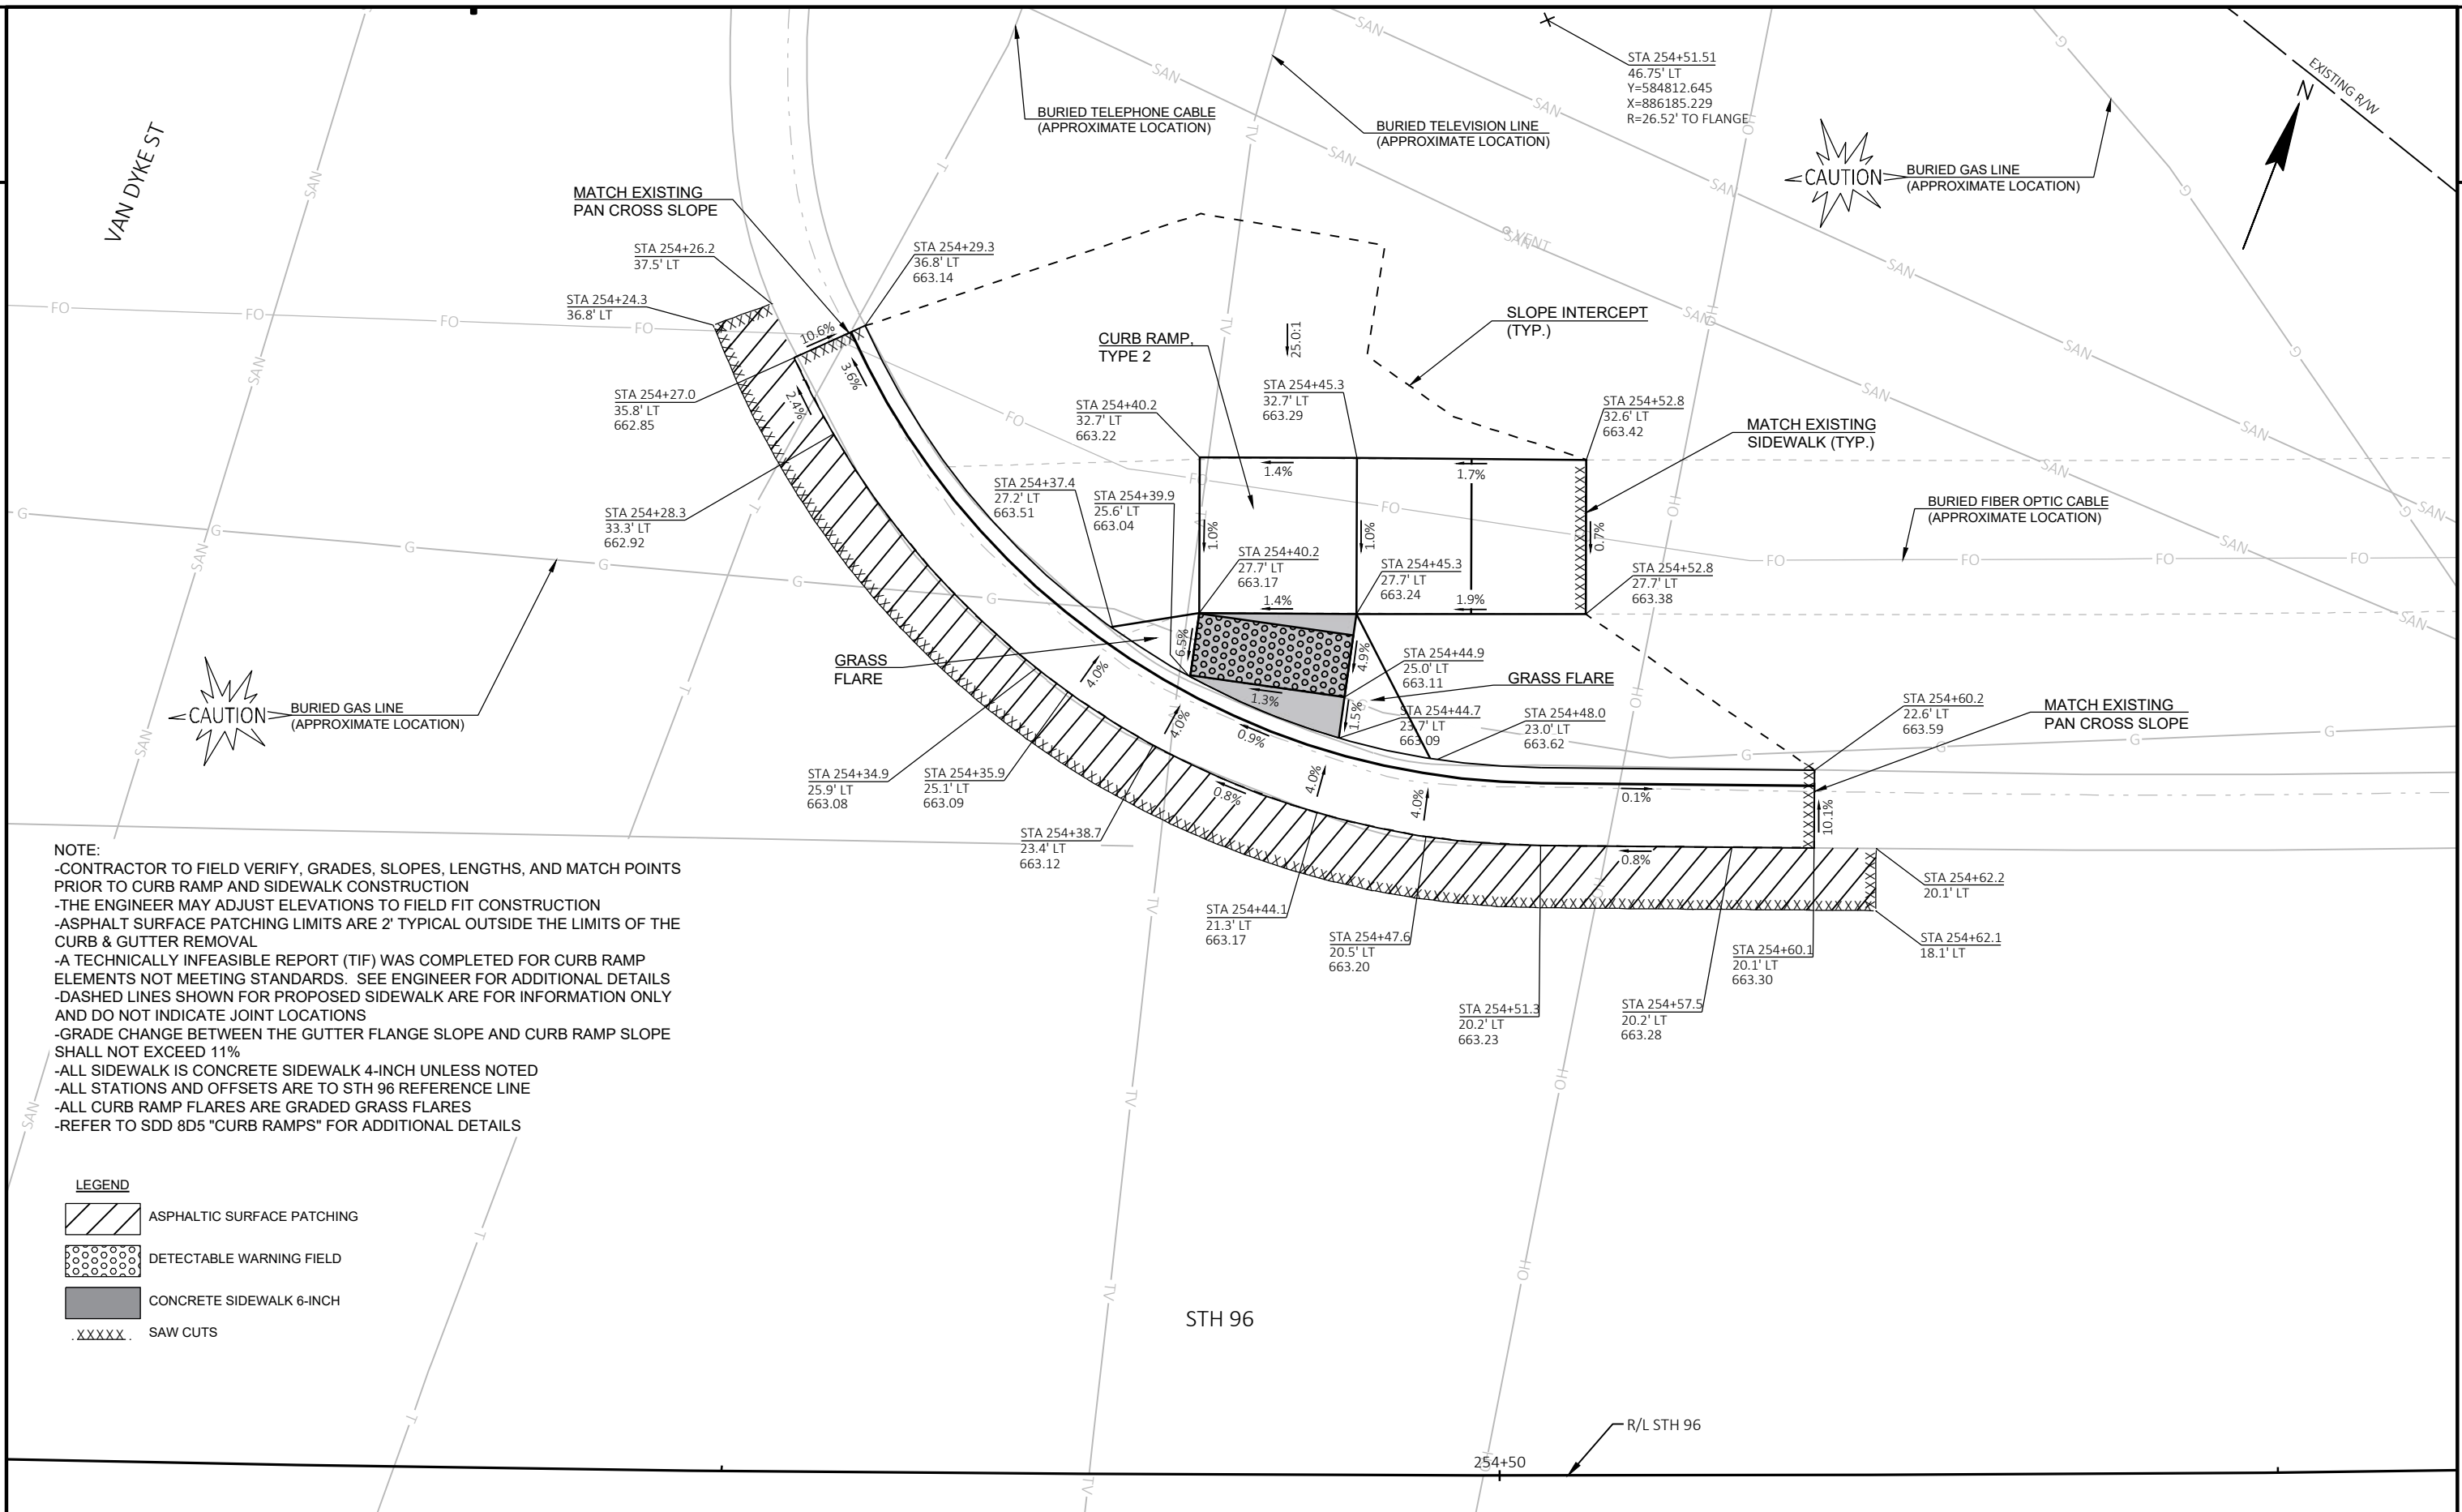 VAN DYKE ST
BURIED TELEPHONE CABLE
(APPROXIMATE LOCATION)
BURIED TELEVISION LINE
(APPROXIMATE LOCATION)
STA 254+51.51
46.75' LT
Y=584812.645
X=886185.229
R=26.52' TO FLANGE
CAUTION
BURIED GAS LINE
(APPROXIMATE LOCATION)
EXISTING R/W
N
MATCH EXISTING
PAN CROSS SLOPE
STA 254+26.2
37.5' LT
STA 254+24.3
36.8' LT
STA 254+29.3
36.8' LT
663.14
10.6%
3.6%
2.4%
STA 254+27.0
35.8' LT
662.85
STA 254+28.3
33.3' LT
662.92
CURB RAMP,
TYPE 2
25.0:1
SLOPE INTERCEPT
(TYP.)
VENT
STA 254+40.2
32.7' LT
663.22
STA 254+45.3
32.7' LT
663.29
STA 254+52.8
32.6' LT
663.42
MATCH EXISTING
SIDEWALK (TYP.)
1.4%
1.7%
STA 254+37.4
27.2' LT
663.51
STA 254+39.9
25.6' LT
663.04
1.0%
1.0%
0.7%
BURIED FIBER OPTIC CABLE
(APPROXIMATE LOCATION)
STA 254+40.2
27.7' LT
663.17
STA 254+45.3
27.7' LT
663.24
STA 254+52.8
27.7' LT
663.38
1.4%
1.9%
6.5%
4.9%
GRASS
FLARE
4.0%
STA 254+44.9
25.0' LT
663.11
GRASS FLARE
1.3%
1.5%
STA 254+44.7
23.7' LT
663.09
STA 254+48.0
23.0' LT
663.62
STA 254+60.2
22.6' LT
663.59
MATCH EXISTING
PAN CROSS SLOPE
CAUTION
BURIED GAS LINE
(APPROXIMATE LOCATION)
4.0%
0.9%
4.0%
4.0%
0.8%
0.1%
10.1%
0.8%
STA 254+34.9
25.9' LT
663.08
STA 254+35.9
25.1' LT
663.09
STA 254+38.7
23.4' LT
663.12
STA 254+44.1
21.3' LT
663.17
STA 254+47.6
20.5' LT
663.20
STA 254+51.3
20.2' LT
663.23
STA 254+57.5
20.2' LT
663.28
STA 254+60.1
20.1' LT
663.30
STA 254+62.2
20.1' LT
STA 254+62.1
18.1' LT
NOTE:
-CONTRACTOR TO FIELD VERIFY, GRADES, SLOPES, LENGTHS, AND MATCH POINTS
PRIOR TO CURB RAMP AND SIDEWALK CONSTRUCTION
-THE ENGINEER MAY ADJUST ELEVATIONS TO FIELD FIT CONSTRUCTION
-ASPHALT SURFACE PATCHING LIMITS ARE 2' TYPICAL OUTSIDE THE LIMITS OF THE
CURB & GUTTER REMOVAL
-A TECHNICALLY INFEASIBLE REPORT (TIF) WAS COMPLETED FOR CURB RAMP
ELEMENTS NOT MEETING STANDARDS.  SEE ENGINEER FOR ADDITIONAL DETAILS
-DASHED LINES SHOWN FOR PROPOSED SIDEWALK ARE FOR INFORMATION ONLY
AND DO NOT INDICATE JOINT LOCATIONS
-GRADE CHANGE BETWEEN THE GUTTER FLANGE SLOPE AND CURB RAMP SLOPE
SHALL NOT EXCEED 11%
-ALL SIDEWALK IS CONCRETE SIDEWALK 4-INCH UNLESS NOTED
-ALL STATIONS AND OFFSETS ARE TO STH 96 REFERENCE LINE
-ALL CURB RAMP FLARES ARE GRADED GRASS FLARES
-REFER TO SDD 8D5 "CURB RAMPS" FOR ADDITIONAL DETAILS
LEGEND
ASPHALTIC SURFACE PATCHING
DETECTABLE WARNING FIELD
CONCRETE SIDEWALK 6-INCH
XXXXX SAW CUTS
STH 96
254+50
R/L STH 96